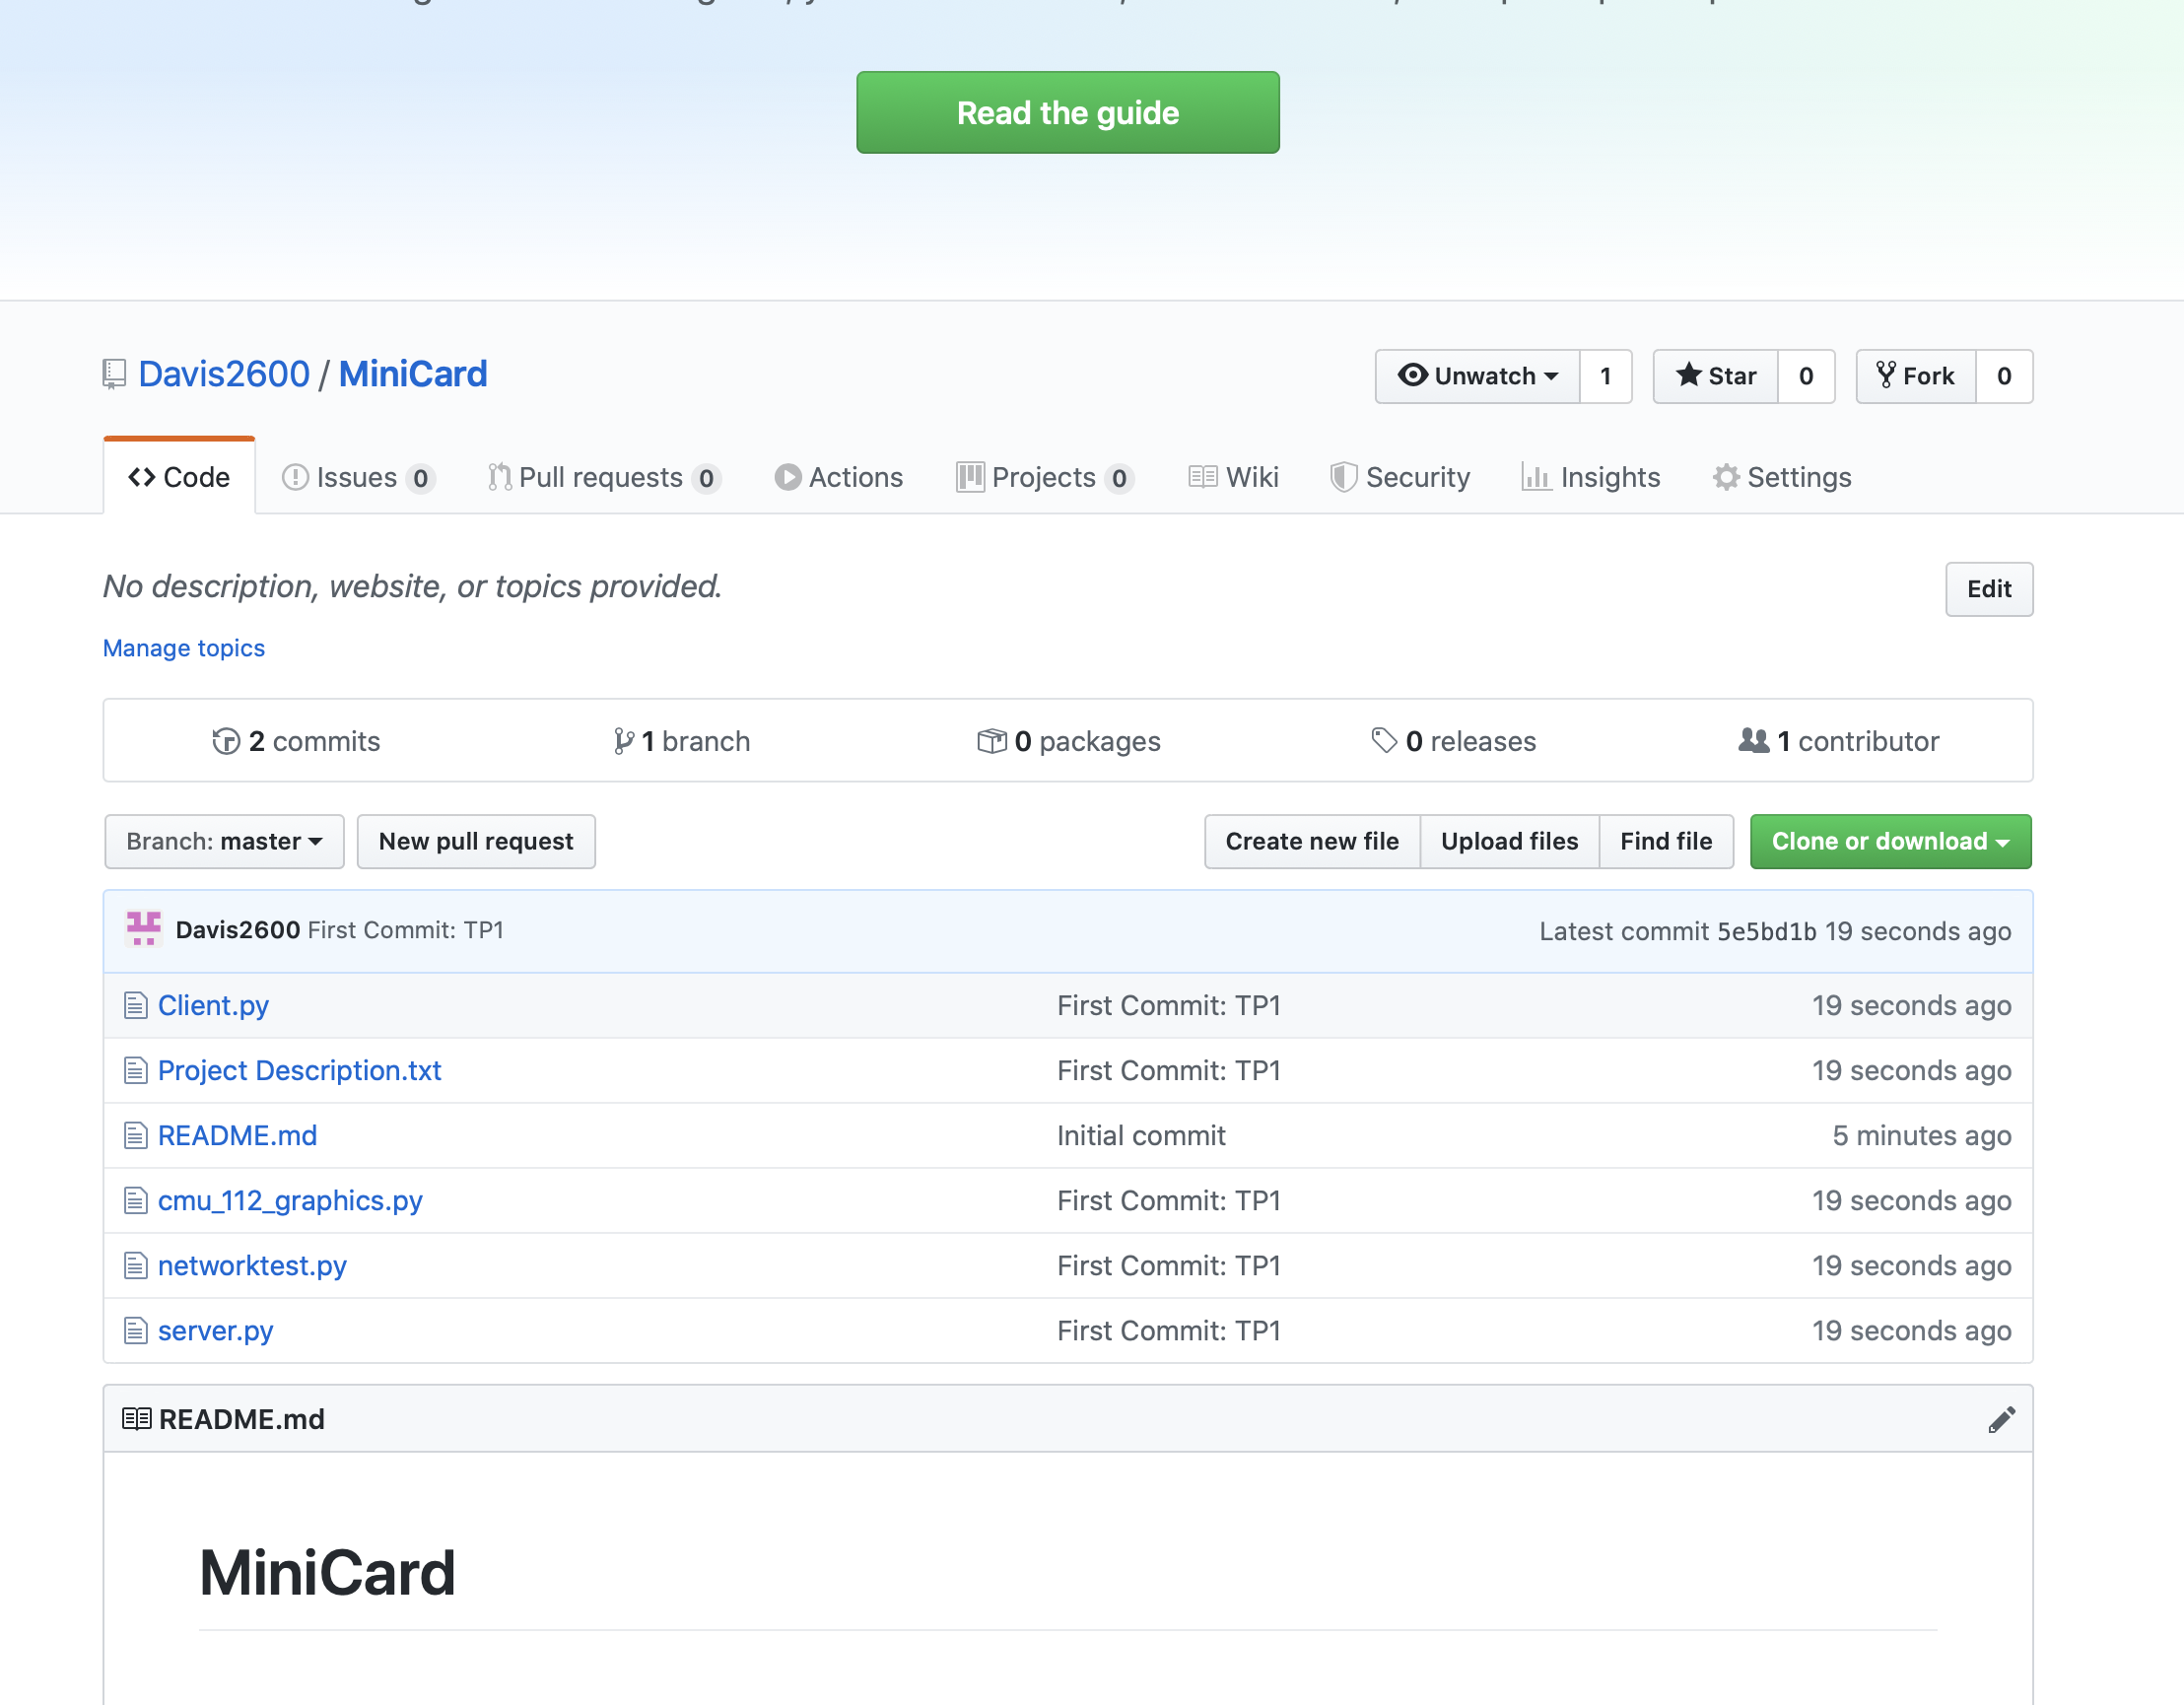 Read the guide
Davis2600 / MiniCard
Unwatch 1 Star 0 Fork 0
Code Issues 0 Pull requests 0 Actions Projects 0 Wiki Security Insights Settings
No description, website, or topics provided. Edit
Manage topics
2 commits 1 branch 0 packages 0 releases 1 contributor
Branch: master New pull request Create new file Upload files Find file Clone or download
Davis2600 First Commit: TP1 Latest commit 5e5bd1b 19 seconds ago
Client.py First Commit: TP1 19 seconds ago
Project Description.txt First Commit: TP1 19 seconds ago
README.md Initial commit 5 minutes ago
cmu_112_graphics.py First Commit: TP1 19 seconds ago
networktest.py First Commit: TP1 19 seconds ago
server.py First Commit: TP1 19 seconds ago
README.md
MiniCard